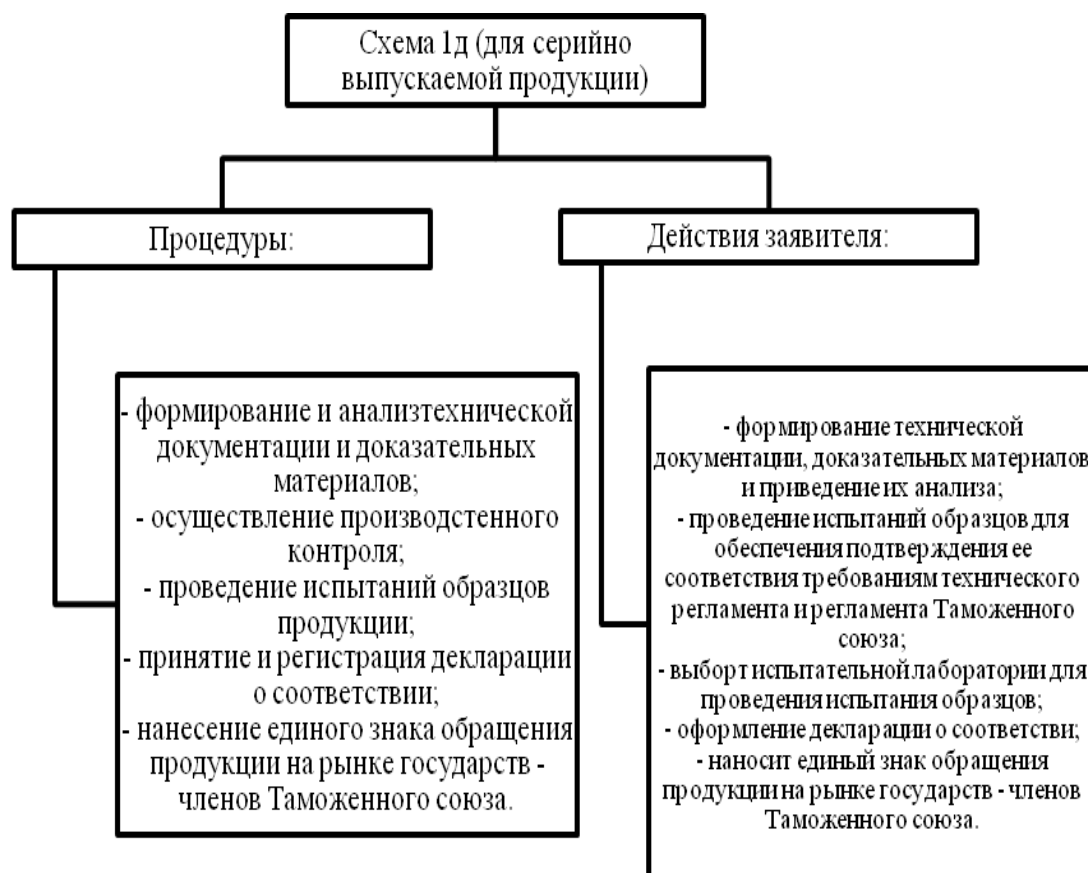 Схема 1д (для серийно
выпускаемой продукции)
Процедуры:
Действия заявителя:
- формирование и анализтехнической
документации и доказательных
материалов;
- осуществление производстенного
контроля;
- проведение испытаний образцов
продукции;
- принятие и регистрация декларации
о соответствии;
- нанесение единого знака обращения
продукции на рынке государств -
членов Таможенного союза.
- формирование технической
документации, доказательных материалов
и приведение их анализа;
- проведение испытаний образцов для
обеспечения подтверждения ее
соответствия требованиям технического
регламента и регламента Таможенного
союза;
- выборт испытательной лаборатории для
проведения испытания образцов;
- оформление декларации о соответстви;
- наносит единый знак обращения
продукции на рынке государств - членов
Таможенного союза.